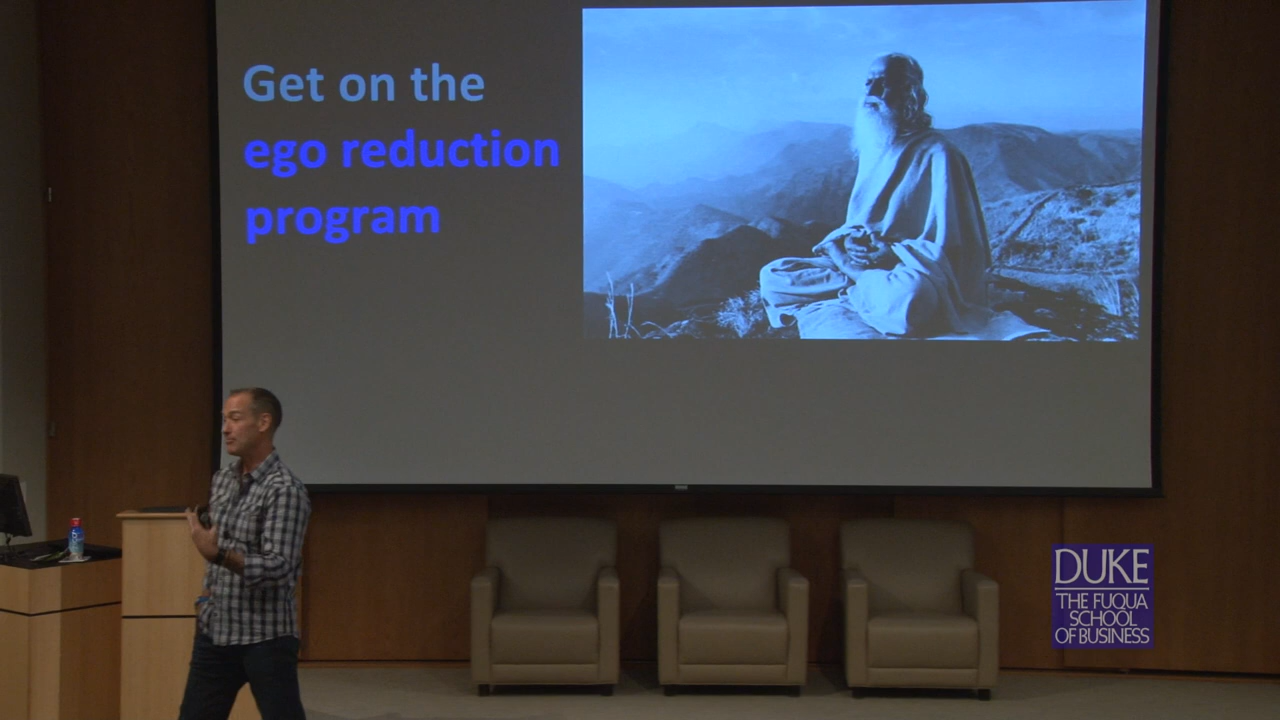 Get on the
ego reduction
program
DUKE
THE FUQUA
SCHOOL
OF BUSINESS